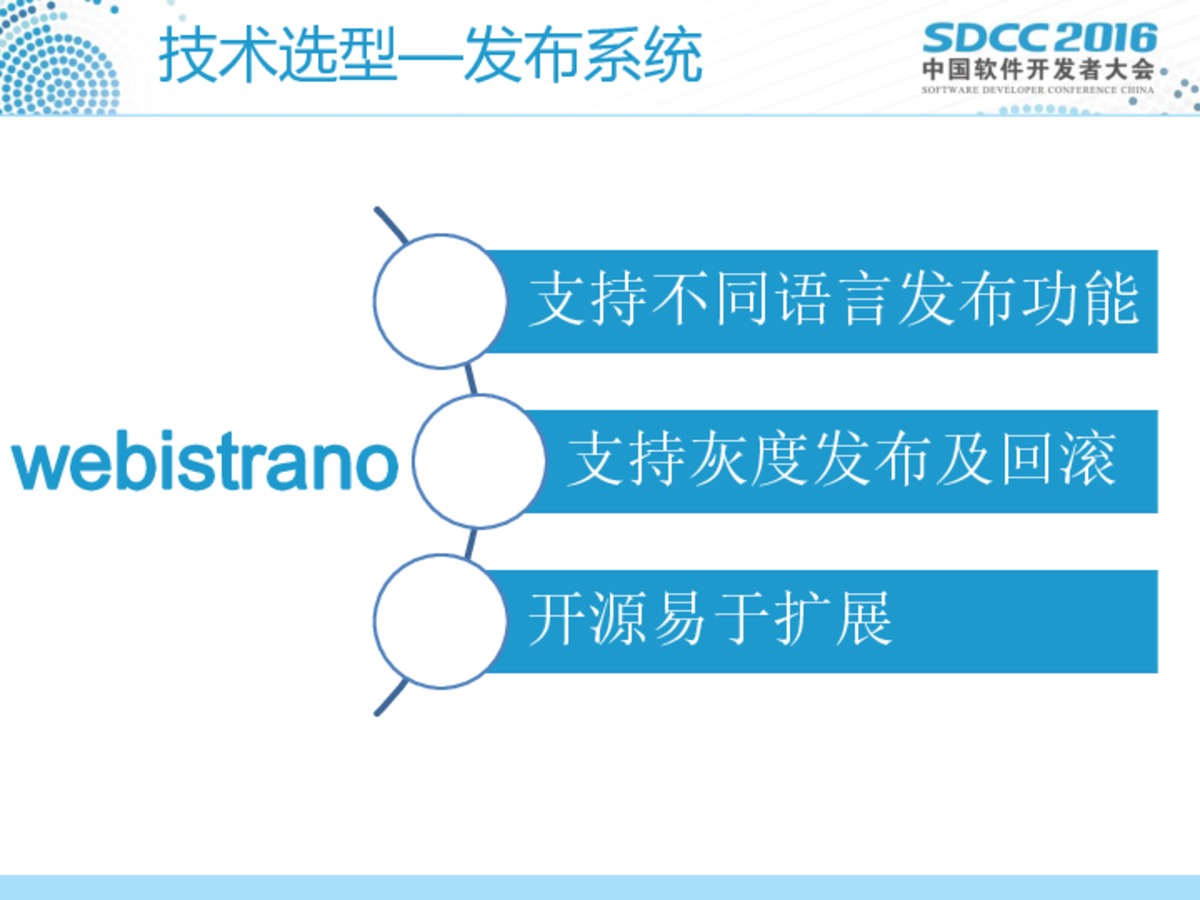 技术选型—发布系统
SDCC 2016
中国软件开发者大会
SOFTWARE DEVELOPER CONFERENCE CHINA
支持不同语言发布功能
webistrano
支持灰度发布及回滚
开源易于扩展